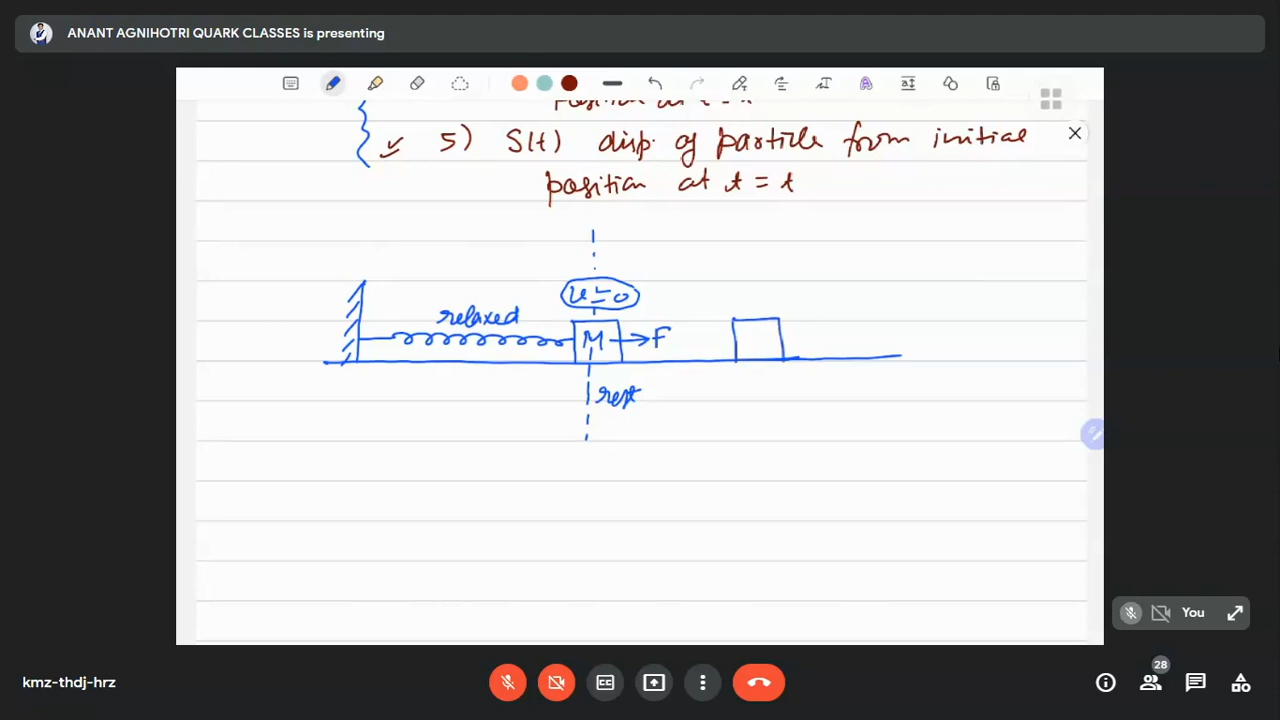 ANANT AGNIHOTRI QUARK CLASSES is presenting
5) S(t) disp. of particle from initial
position at t = t
u = 0
relaxed
M → F
rest
You
kmz-thdj-hrz
CC
28